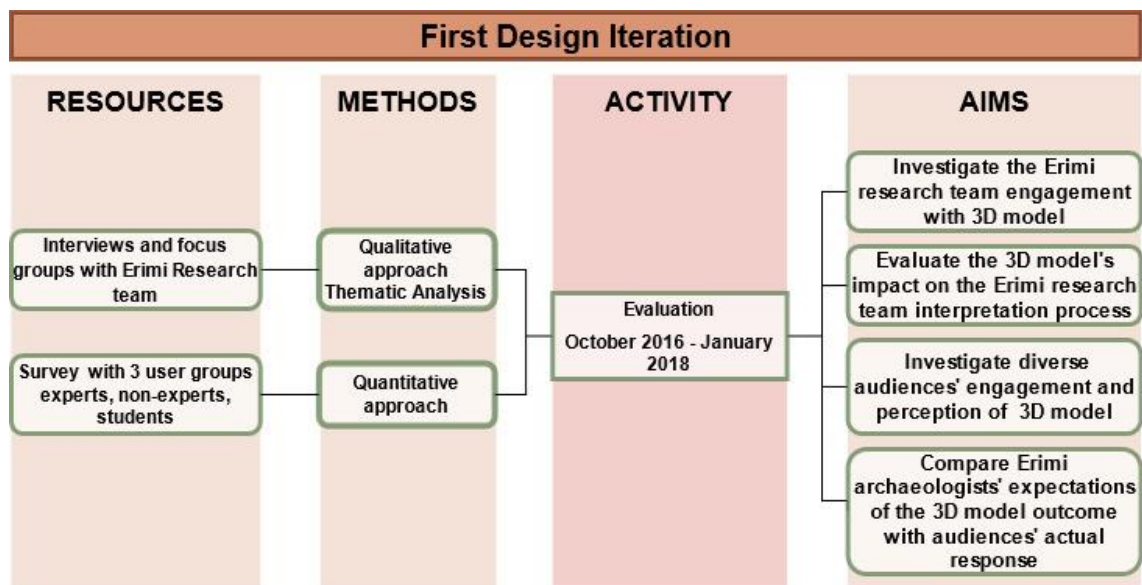 First Design Iteration
RESOURCES
Interviews and focus
groups with Erimi Research
team
Survey with 3 user groups
experts, non-experts,
students
METHODS
Qualitative
approach
Thematic Analysis
Quantitative
approach
ACTIVITY
Evaluation
October 2016 - January
2018
AIMS
Investigate the Erimi
research team engagement
with 3D model
Evaluate the 3D model's
impact on the Erimi research
team interpretation process
Investigate diverse
audiences' engagement and
perception of 3D model
Compare Erimi
archaeologists' expectations
of the 3D model outcome
with audiences' actual
response